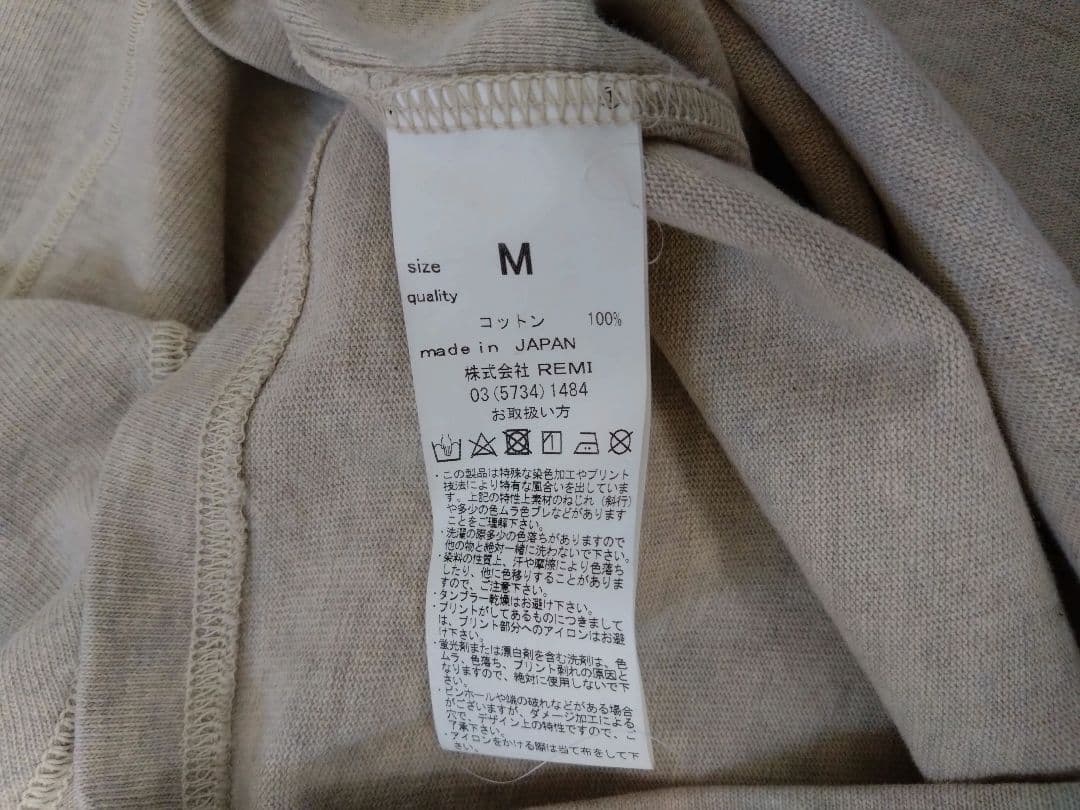 size M
quality
コットン 100%
made in JAPAN
株式会社 REMI
03(5734)1484
お取扱い方
・この製品は特殊な染色加工やプリント
技法により特有な風合いを出していま
す。上記の特性上素材のねじれ（斜行）
や多少の色ムラ色ブレなどがあります
ことをご理解下さい。
・洗濯の際多少の色落ちがありますので
他の物と絶対一緒に洗わないで下さい。
・染料の性質上、汗や摩擦により色落ち
したり、他に色移りすることがありま
すので、ご注意下さい。
・タンブラー乾燥はお避け下さい。
・プリントがしてあるものにつきまして
は、プリント部分へのアイロンはお避
け下さい。
・蛍光剤または漂白剤を含む洗剤は、色
ムラ、色落ち、プリント剥れの原因と
なりますので、絶対に使用しないで下
さい。
・ピンホールや端の破れなどがある場合
がございますが、ダメージ加工による
穴で、デザイン上の特性ですので、ご
了承下さい。
・アイロンをかける際は当て布をして下
さい。